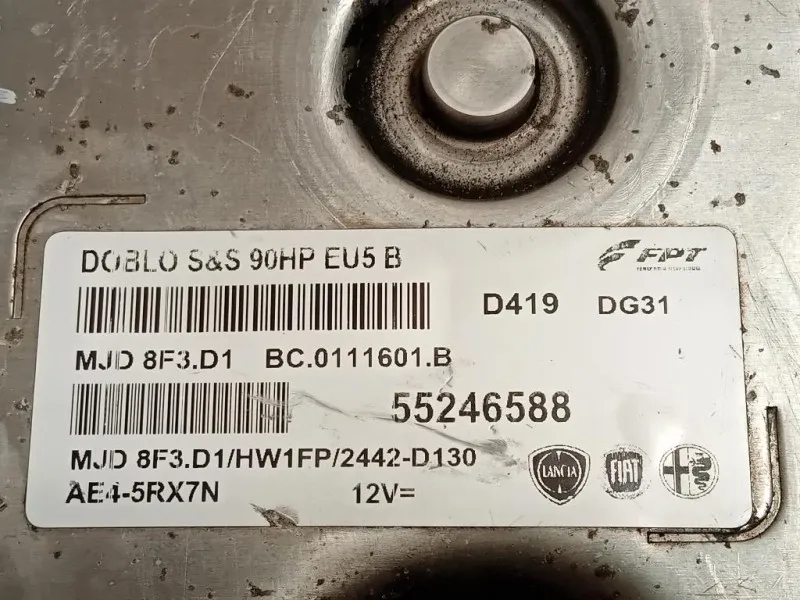 DOBLO S&S 90HP EU5 B
FPT
D419 DG31
MJD 8F3.D1 BC.0111601.B
55246588
MJD 8F3.D1/HW1FP/2442-D130
AE4-5RX7N 12V=
LANCIA FIAT